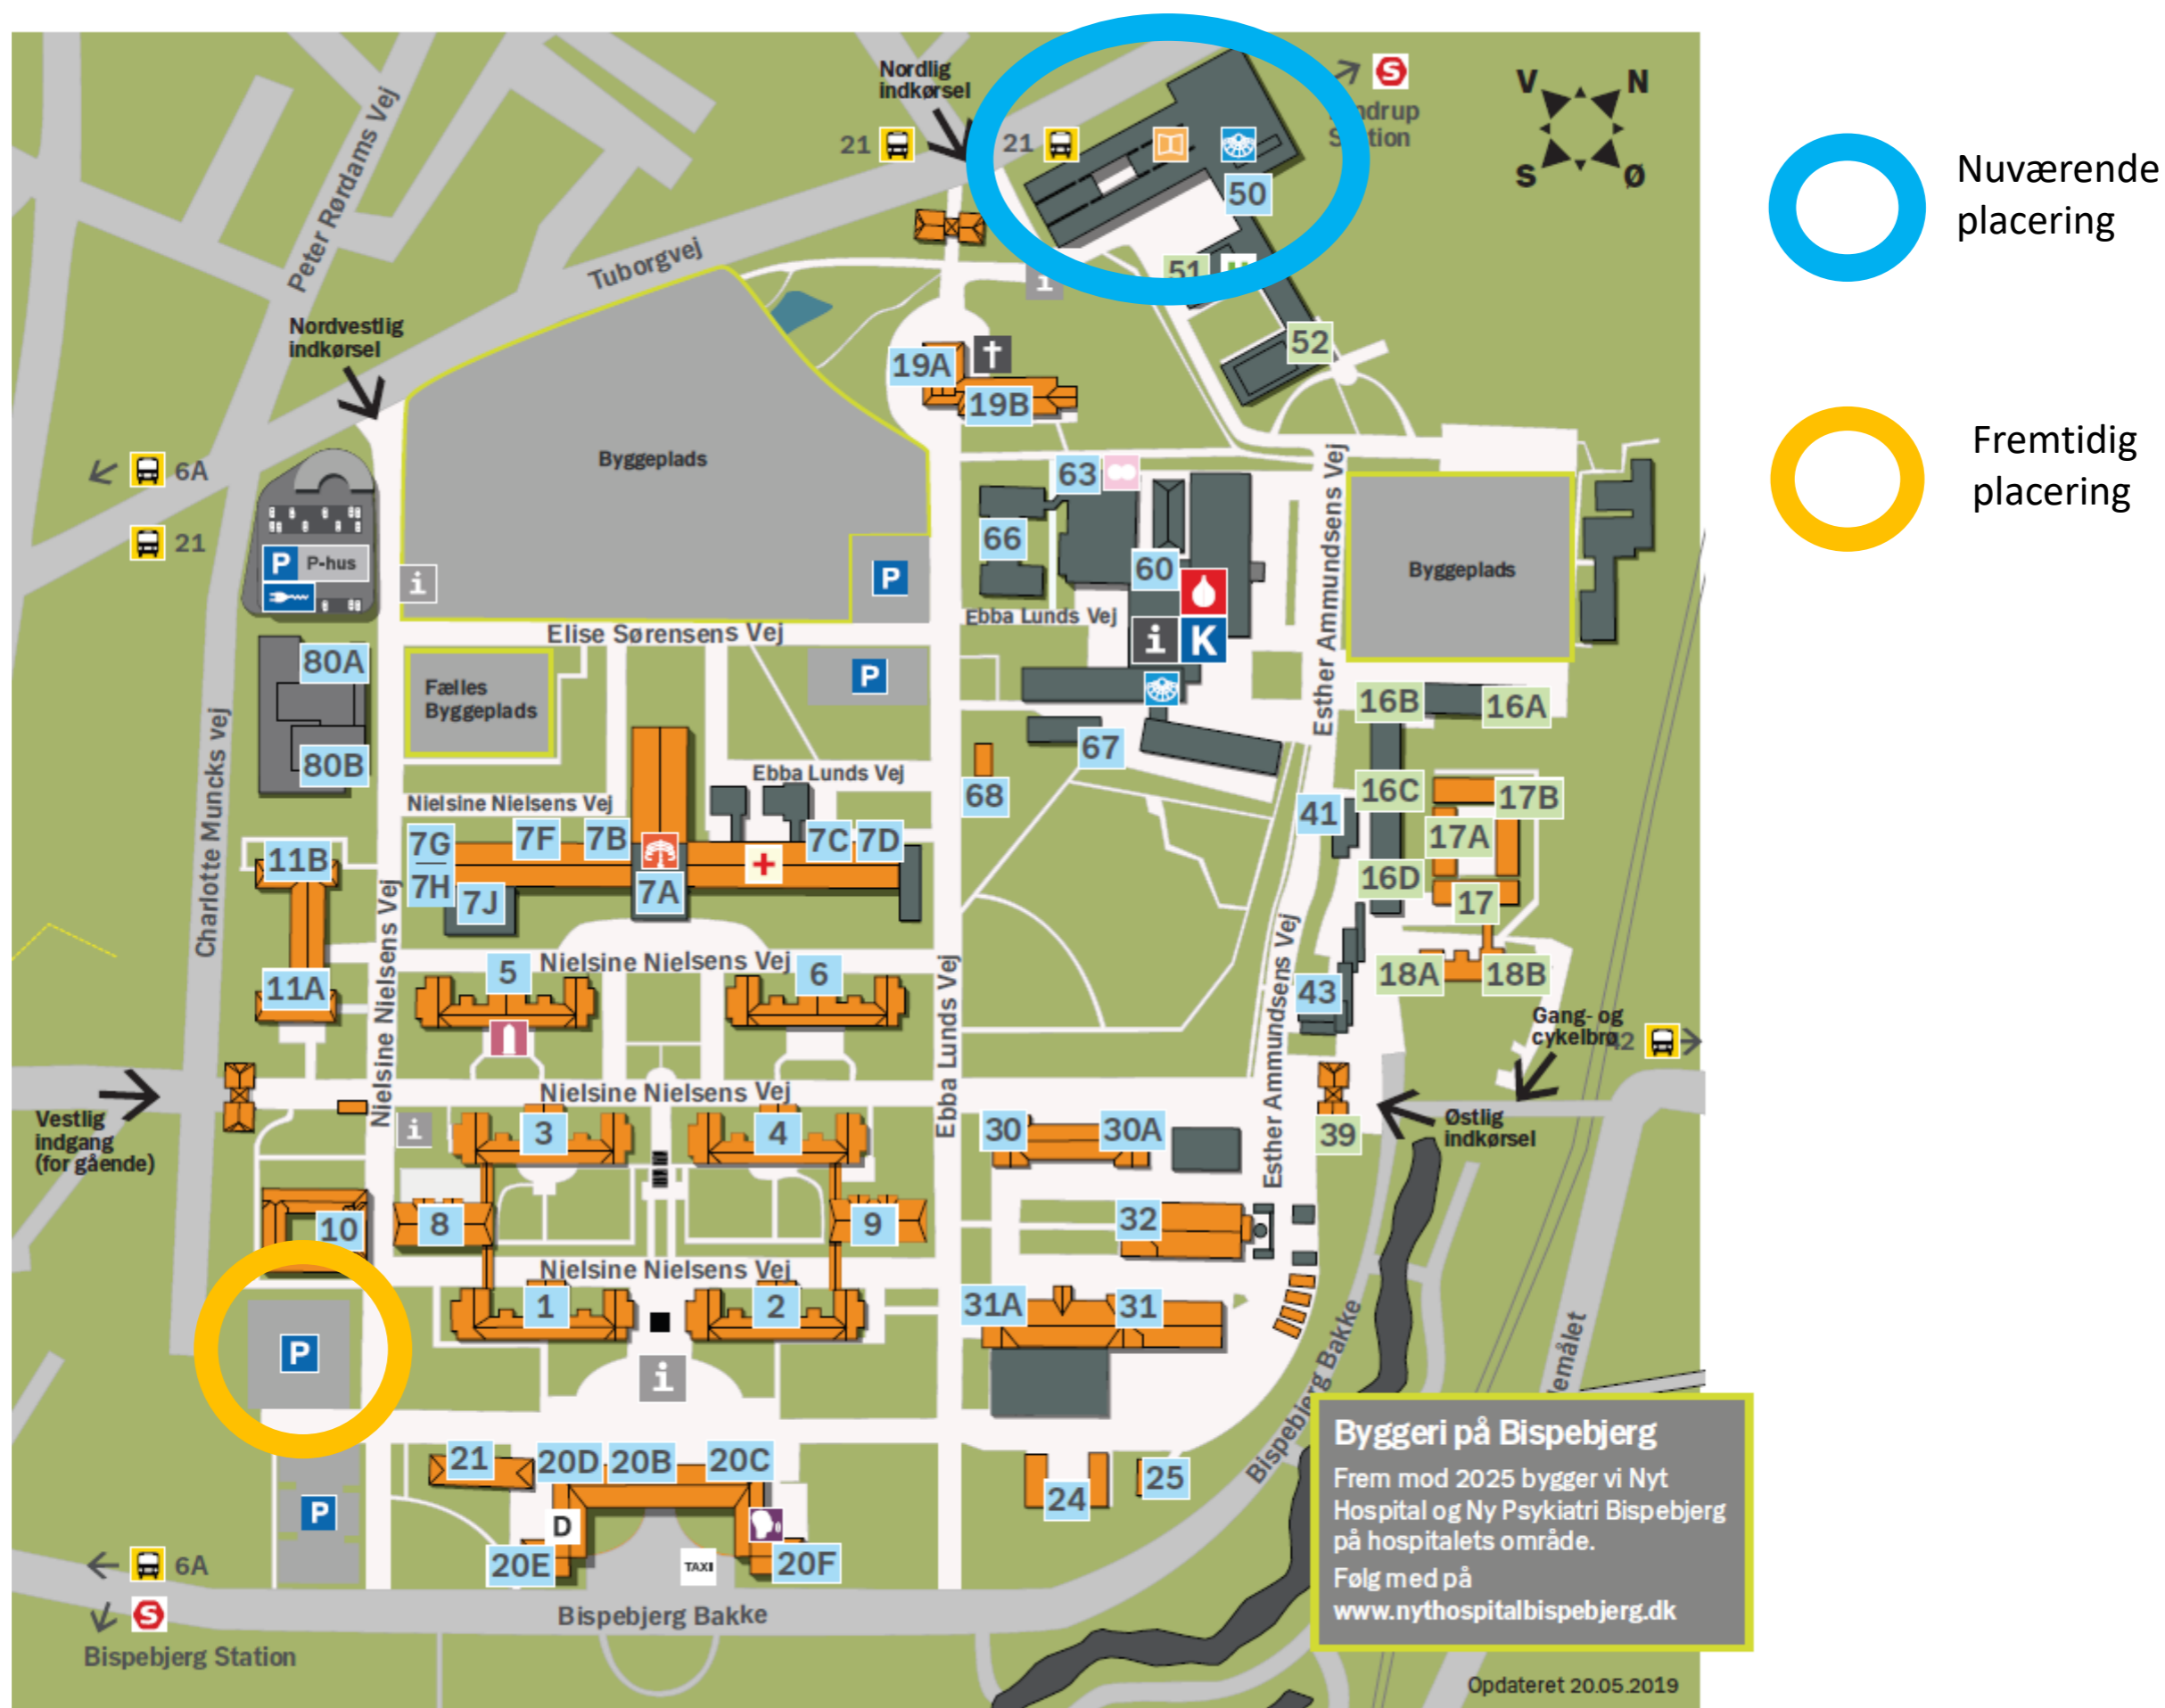 Nordlig
indkørsel
21
21
S
V
N
S
Ø
Station
Nuværende
placering
Peter Rørdams Vej
50
Tuborgvej
51
i
Nordvestlig
indkørsel
52
19A
19B
Fremtidig
placering
Byggeplads
6A
63
21
66
P
P-hus
i
P
60
Byggeplads
Esther Ammundsens Vej
Ebba Lunds Vej
Elise Sørensens Vej
i
K
80A
Fælles
Byggeplads
P
16B
16A
67
80B
Charlotte Muncks vej
Ebba Lunds Vej
Nielsine Nielsens Vej
68
16C
17B
41
7G
7F
7B
7C
7D
17A
11B
7H
7J
7A
16D
17
Nielsine Nielsens Vej
5
Nielsine Nielsens Vej
6
Ebba Lunds Vej
Esther Ammundsens Vej
18A
18B
11A
43
Gang- og
cykelbro
42
Nielsine Nielsens Vej
Vestlig
indgang
(for gående)
i
3
4
30
30A
39
Østlig
indkørsel
10
8
9
32
Nielsine Nielsens Vej
1
2
31A
31
P
i
Bispebjerg Bakke
21
20D
20B
20C
24
25
P
D
20E
TAXI
20F
6A
S
Bispebjerg Station
Bispebjerg Bakke
Byggeri på Bispebjerg
Frem mod 2025 bygger vi Nyt
Hospital og Ny Psykiatri Bispebjerg
på hospitalets område.
Følg med på
www.nythospitalbispebjerg.dk
Opdateret 20.05.2019